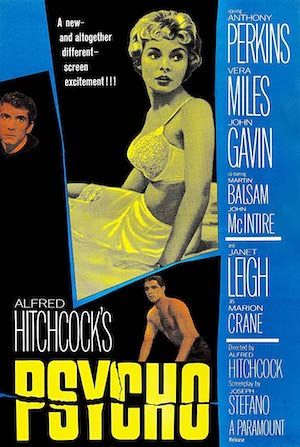 A new-
and altogether
different-
screen
excitement!!!
starring
ANTHONY
PERKINS
VERA
MILES
JOHN
GAVIN
co-starring
MARTIN
BALSAM
JOHN
McINTIRE
and
JANET
LEIGH
as
MARION
CRANE
Directed by
ALFRED
HITCHCOCK
Screenplay by
JOSEPH
STEFANO
A PARAMOUNT
Release
ALFRED
HITCHCOCK'S
PSYCHO